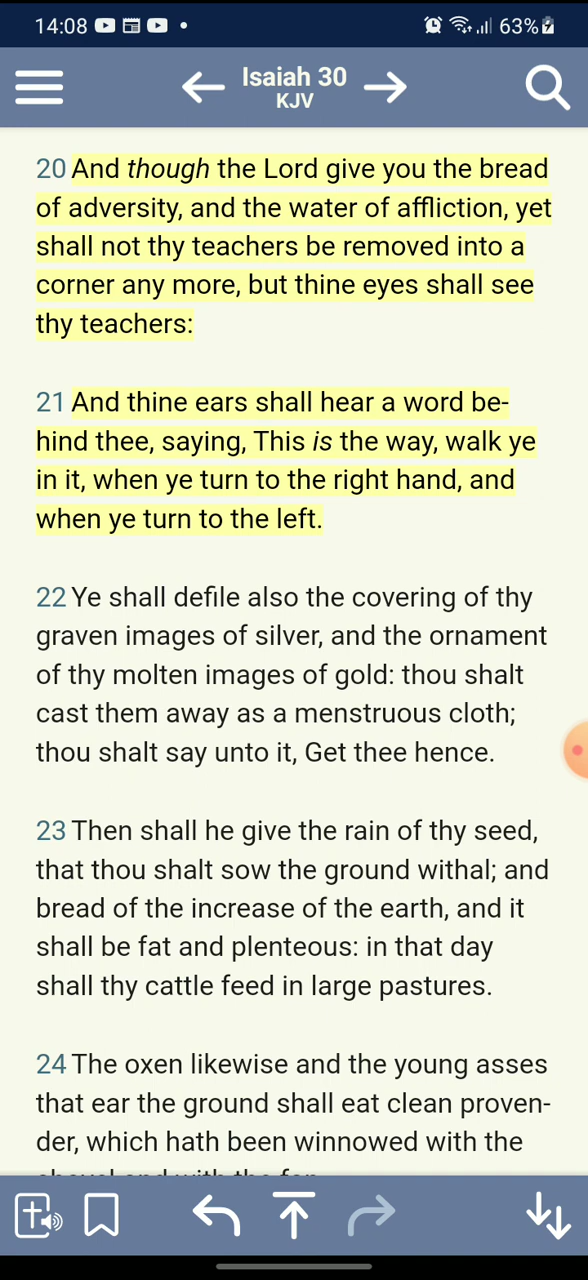 14:08
63%
Isaiah 30
KJV
20 And though the Lord give you the bread
of adversity, and the water of affliction, yet
shall not thy teachers be removed into a
corner any more, but thine eyes shall see
thy teachers:
21 And thine ears shall hear a word be-
hind thee, saying, This is the way, walk ye
in it, when ye turn to the right hand, and
when ye turn to the left.
22 Ye shall defile also the covering of thy
graven images of silver, and the ornament
of thy molten images of gold: thou shalt
cast them away as a menstruous cloth;
thou shalt say unto it, Get thee hence.
23 Then shall he give the rain of thy seed,
that thou shalt sow the ground withal; and
bread of the increase of the earth, and it
shall be fat and plenteous: in that day
shall thy cattle feed in large pastures.
24 The oxen likewise and the young asses
that ear the ground shall eat clean proven-
der, which hath been winnowed with the